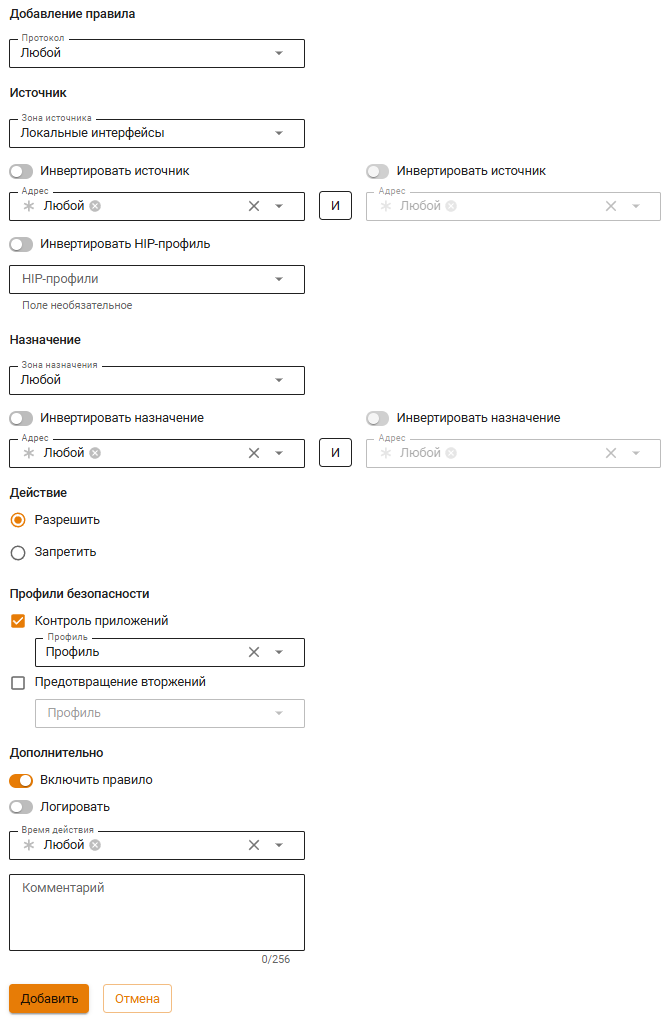 Добавление правила
Протокол
Любой
Источник
Зона источника
Локальные интерфейсы
Инвертировать источник
Инвертировать источник
Адрес
Адрес
Любой
И
Любой
Инвертировать HIP-профиль
HIP-профили
Поле необязательное
Назначение
Зона назначения
Любой
Инвертировать назначение
Инвертировать назначение
Адрес
Адрес
Любой
И
Любой
Действие
Разрешить
Запретить
Профили безопасности
Контроль приложений
Профиль
Профиль
Предотвращение вторжений
Профиль
Дополнительно
Включить правило
Логировать
Время действия
Любой
Комментарий
0/256
Добавить
Отмена